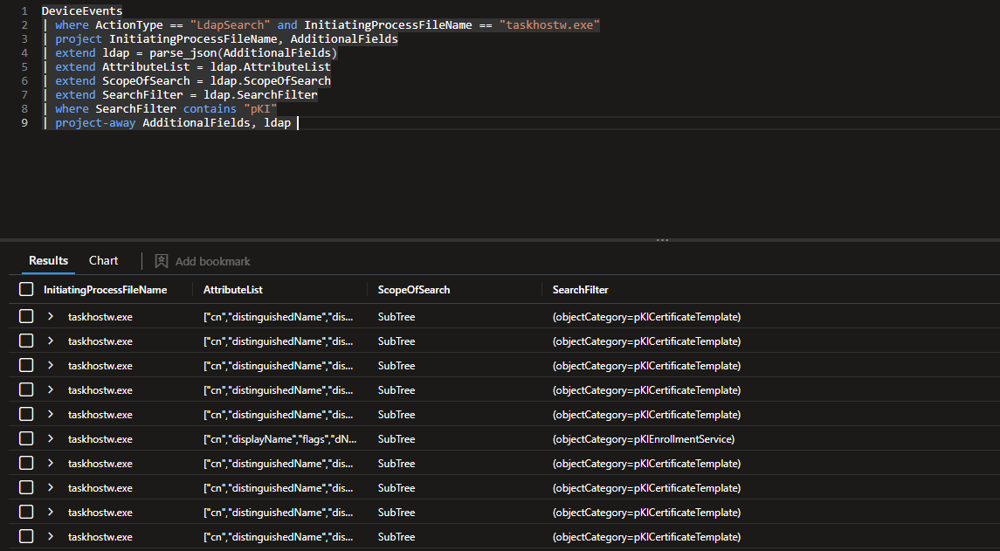 1 DeviceEvents
2 | where ActionType == "LdapSearch" and InitiatingProcessFileName == "taskhostw.exe"
3 | project InitiatingProcessFileName, AdditionalFields
4 | extend ldap = parse_json(AdditionalFields)
5 | extend AttributeList = ldap.AttributeList
6 | extend ScopeOfSearch = ldap.ScopeOfSearch
7 | extend SearchFilter = ldap.SearchFilter
8 | where SearchFilter contains "pKI"
9 | project-away AdditionalFields, ldap
Results Chart Add bookmark
InitiatingProcessFileName AttributeList ScopeOfSearch SearchFilter
taskhostw.exe ["cn","distinguishedName","dis... SubTree (objectCategory=pKICertificateTemplate)
taskhostw.exe ["cn","distinguishedName","dis... SubTree (objectCategory=pKICertificateTemplate)
taskhostw.exe ["cn","distinguishedName","dis... SubTree (objectCategory=pKICertificateTemplate)
taskhostw.exe ["cn","distinguishedName","dis... SubTree (objectCategory=pKICertificateTemplate)
taskhostw.exe ["cn","distinguishedName","dis... SubTree (objectCategory=pKICertificateTemplate)
taskhostw.exe ["cn","displayName","flags","dN... SubTree (objectCategory=pKIEnrollmentService)
taskhostw.exe ["cn","distinguishedName","dis... SubTree (objectCategory=pKICertificateTemplate)
taskhostw.exe ["cn","distinguishedName","dis... SubTree (objectCategory=pKICertificateTemplate)
taskhostw.exe ["cn","distinguishedName","dis... SubTree (objectCategory=pKICertificateTemplate)
taskhostw.exe ["cn","distinguishedName","dis... SubTree (objectCategory=pKICertificateTemplate)